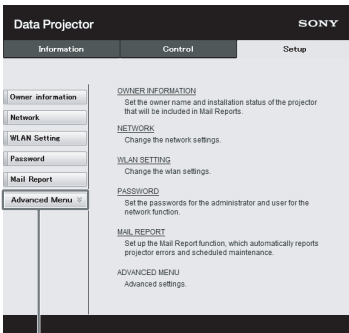 Data Projector
SONY
Information
Control
Setup
Owner information
Network
WLAN Setting
Password
Mail Report
Advanced Menu
OWNER INFORMATION
Set the owner name and installation status of the projector
that will be included in Mail Reports.
NETWORK
Change the network settings.
WLAN SETTING
Change the wlan settings.
PASSWORD
Set the passwords for the administrator and user for the
network function.
MAIL REPORT
Set up the Mail Report function, which automatically reports
projector errors and scheduled maintenance.
ADVANCED MENU
Advanced settings.